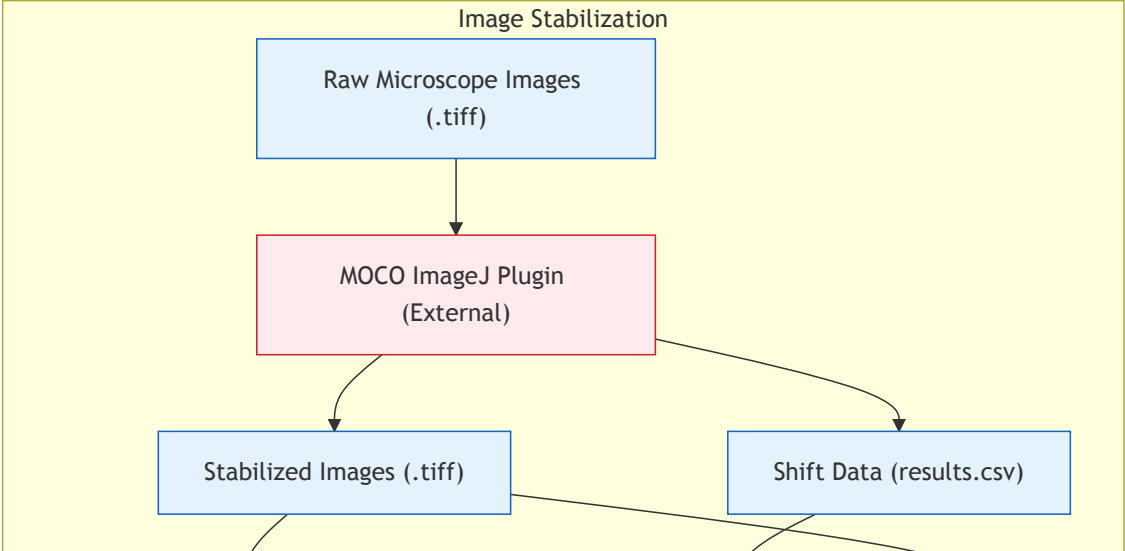 Image Stabilization
Raw Microscope Images
(.tiff)
MOCO ImageJ Plugin
(External)
Stabilized Images (.tiff)
Shift Data (results.csv)